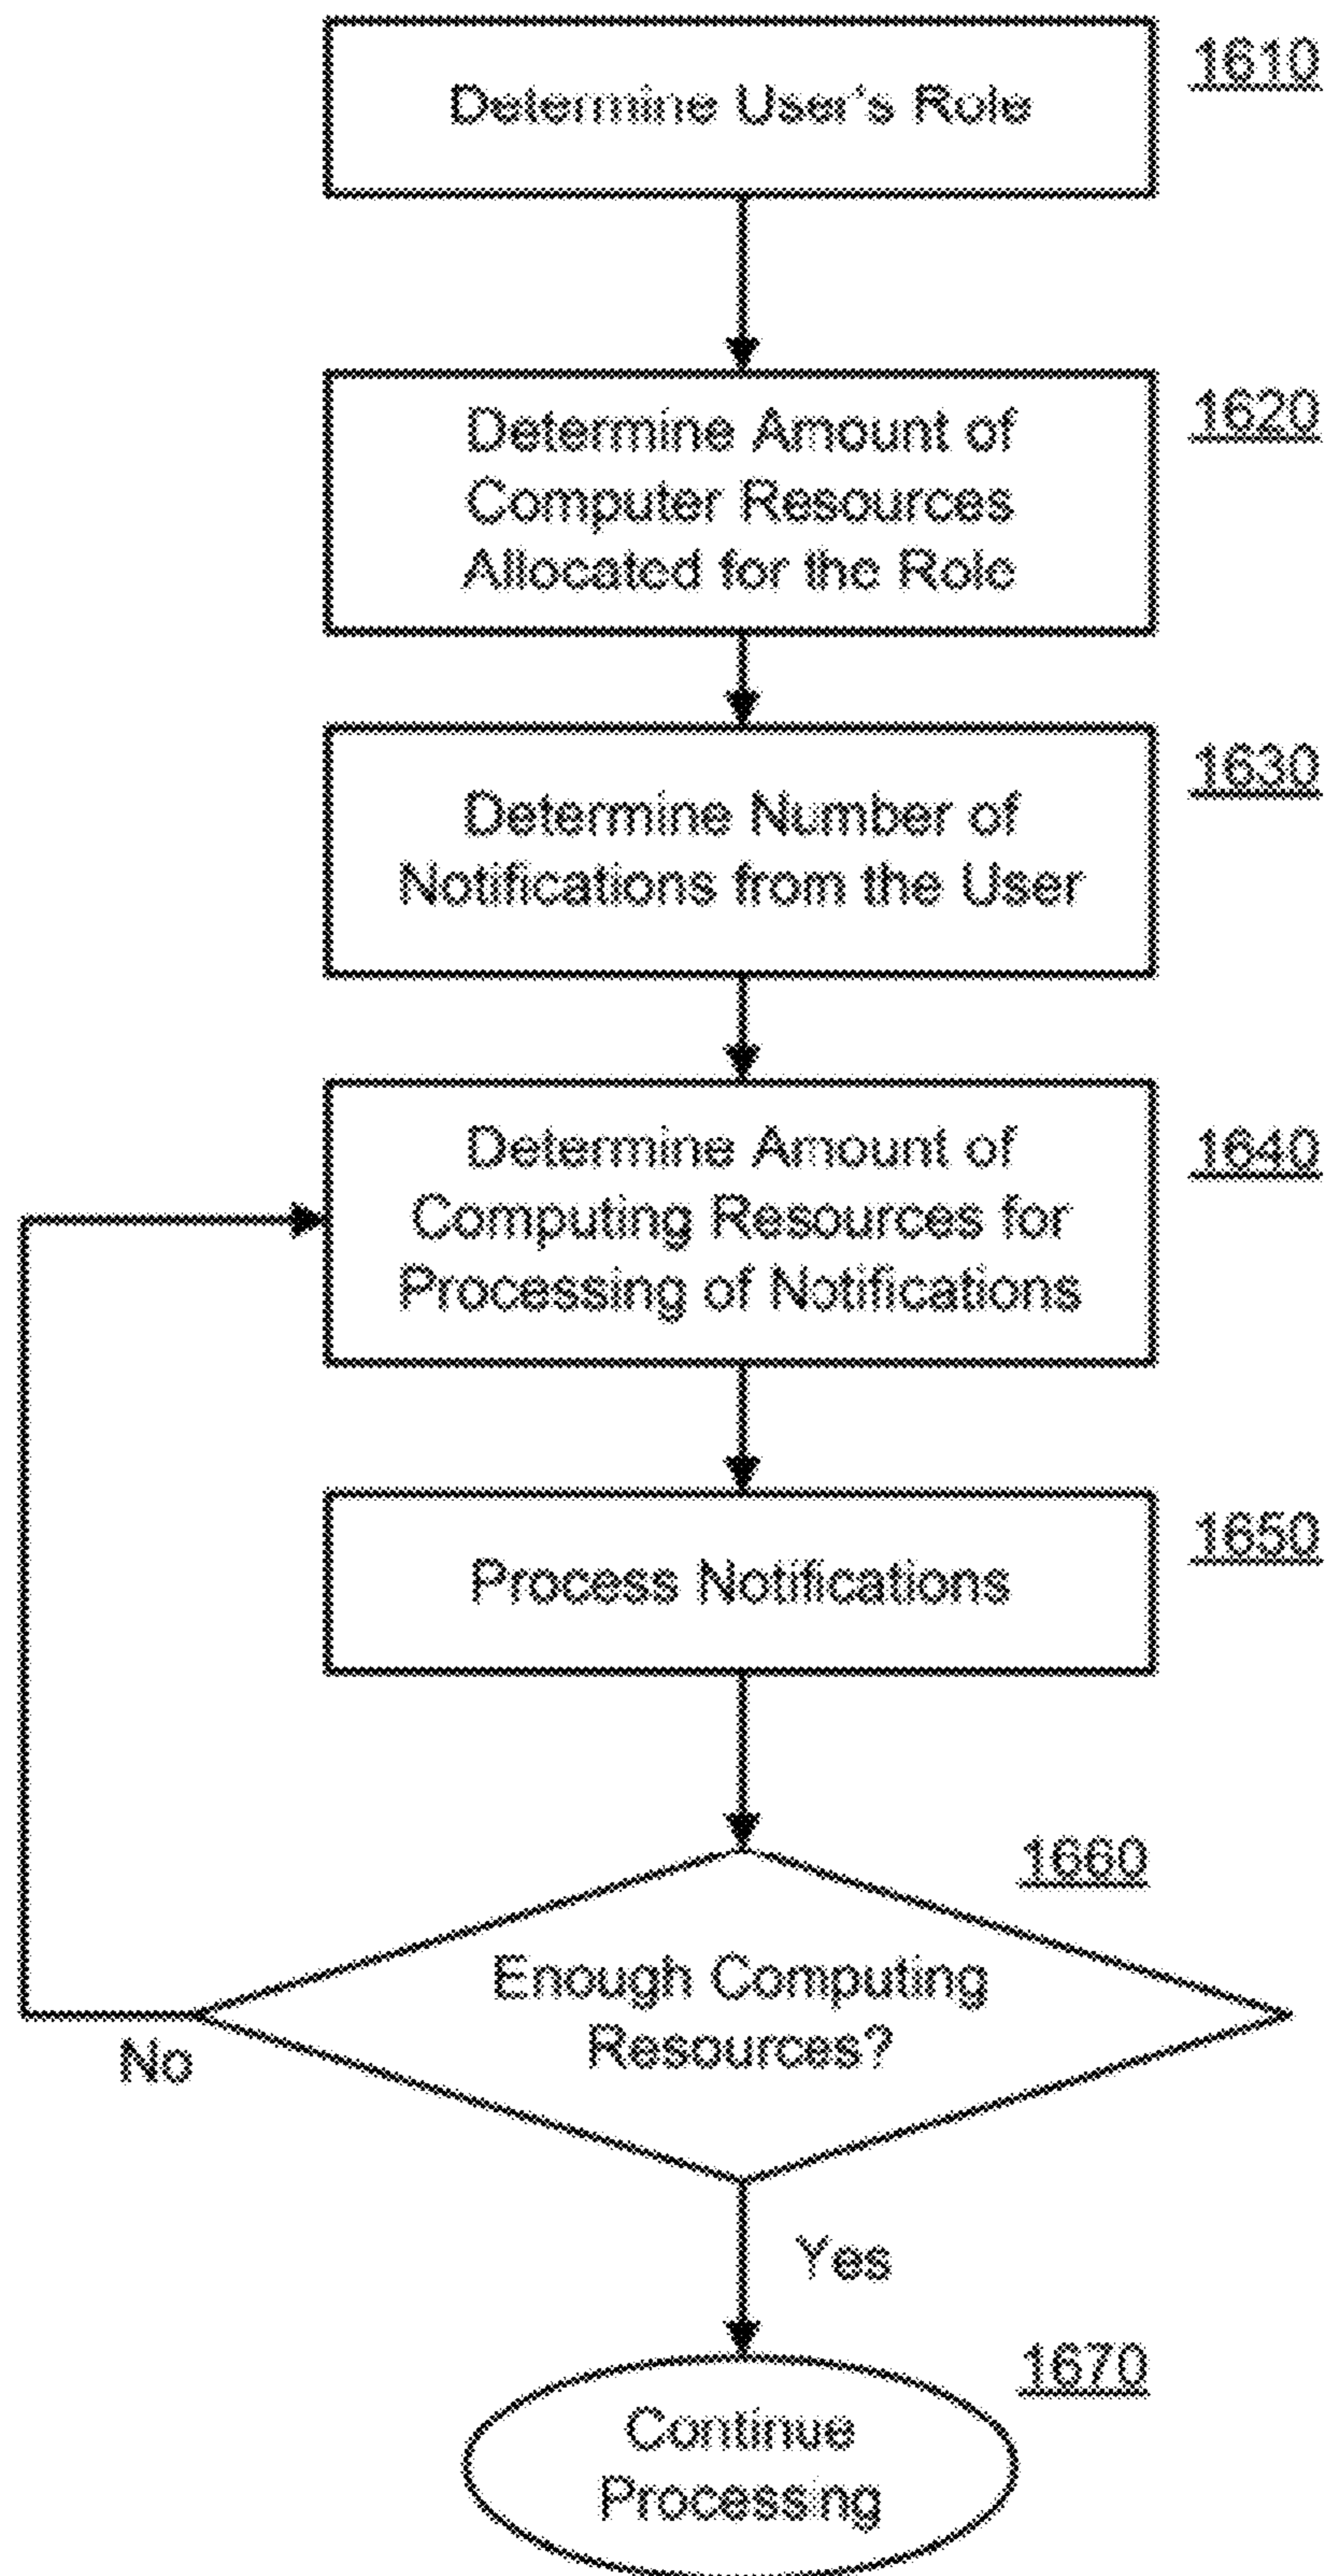 Determine User's Role
1610
Determine Amount of
Computer Resources
Allocated for the Role
1620
Determine Number of
Notifications from the User
1630
Determine Amount of
Computing Resources for
Processing of Notifications
1640
Process Notifications
1650
1660
Enough Computing
Resources?
No
Yes
1670
Continue
Processing